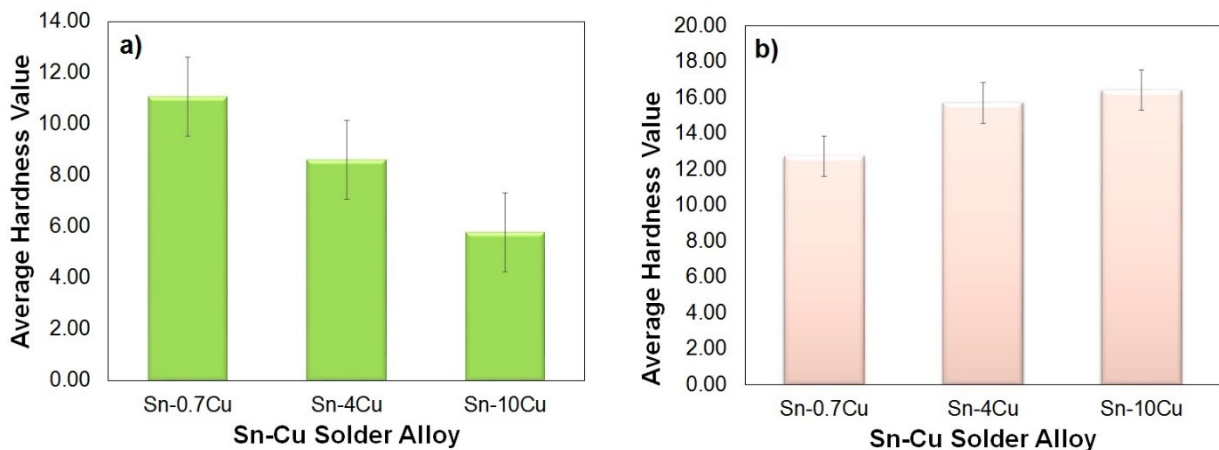 a)
Average Hardness Value
14.00
12.00
10.00
8.00
6.00
4.00
2.00
0.00
Sn-0.7Cu Sn-4Cu Sn-10Cu
Sn-Cu Solder Alloy
b)
Average Hardness Value
20.00
18.00
16.00
14.00
12.00
10.00
8.00
6.00
4.00
2.00
0.00
Sn-0.7Cu Sn-4Cu Sn-10Cu
Sn-Cu Solder Alloy